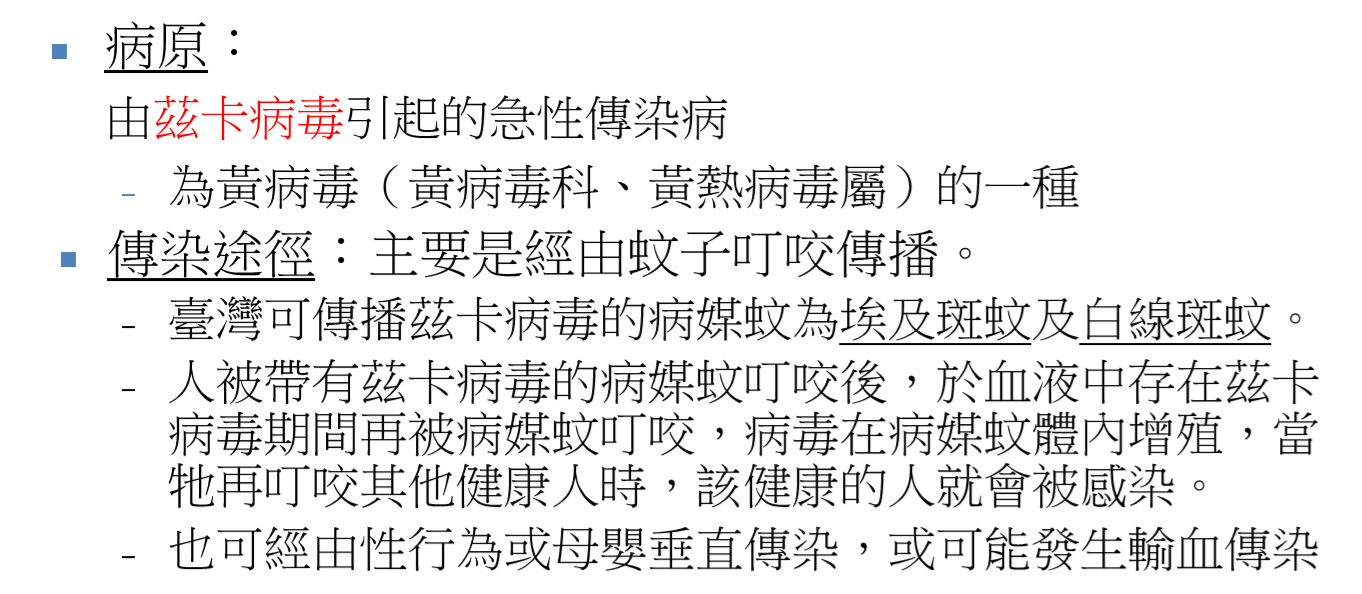 ▪ 病原：
由茲卡病毒引起的急性傳染病
– 為黃病毒（黃病毒科、黃熱病毒屬）的一種
▪ 傳染途徑：主要是經由蚊子叮咬傳播。
– 臺灣可傳播茲卡病毒的病媒蚊為埃及斑蚊及白線斑蚊。
– 人被帶有茲卡病毒的病媒蚊叮咬後，於血液中存在茲卡
病毒期間再被病媒蚊叮咬，病毒在病媒蚊體內增殖，當
牠再叮咬其他健康人時，該健康的人就會被感染。
– 也可經由性行為或母嬰垂直傳染，或可能發生輸血傳染